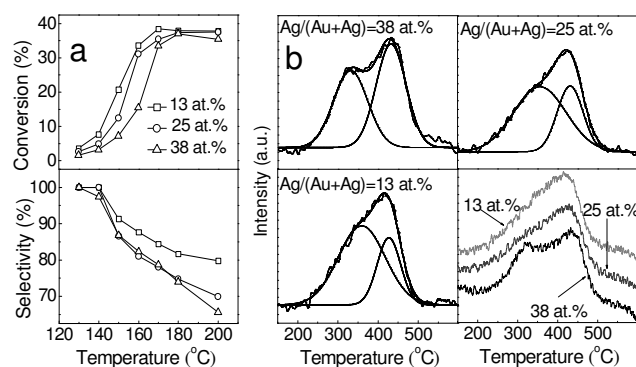 a
Conversion (%)
40
30
20
10
0
13 at.%
25 at.%
38 at.%
Selectivity (%)
100
90
80
70
130 140 150 160 170 180 190 200
Temperature (°C)
b
Intensity (a.u.)
Ag/(Au+Ag)=38 at.%
Ag/(Au+Ag)=25 at.%
Ag/(Au+Ag)=13 at.%
13 at.%
25 at.%
38 at.%
200 300 400 500
200 300 400 500
Temperature (°C)